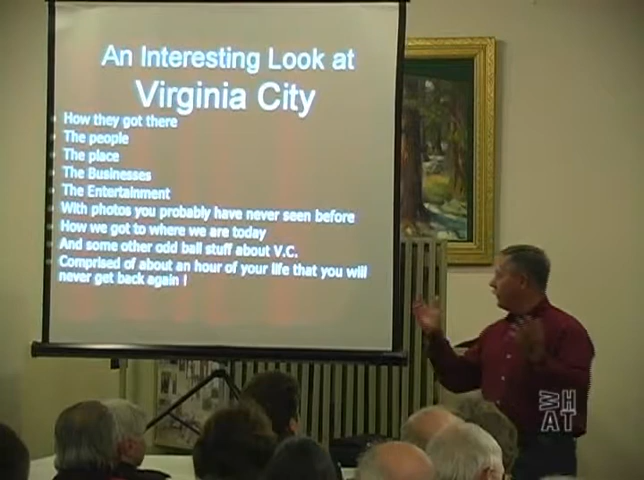 An Interesting Look at
Virginia City
How they got there
The people
The place
The Businesses
The Entertainment
With photos you probably have never seen before
How we got to where we are today
And some other odd ball stuff about V.C.
Comprised of about an hour of your life that you will
never get back again !
WH
AT